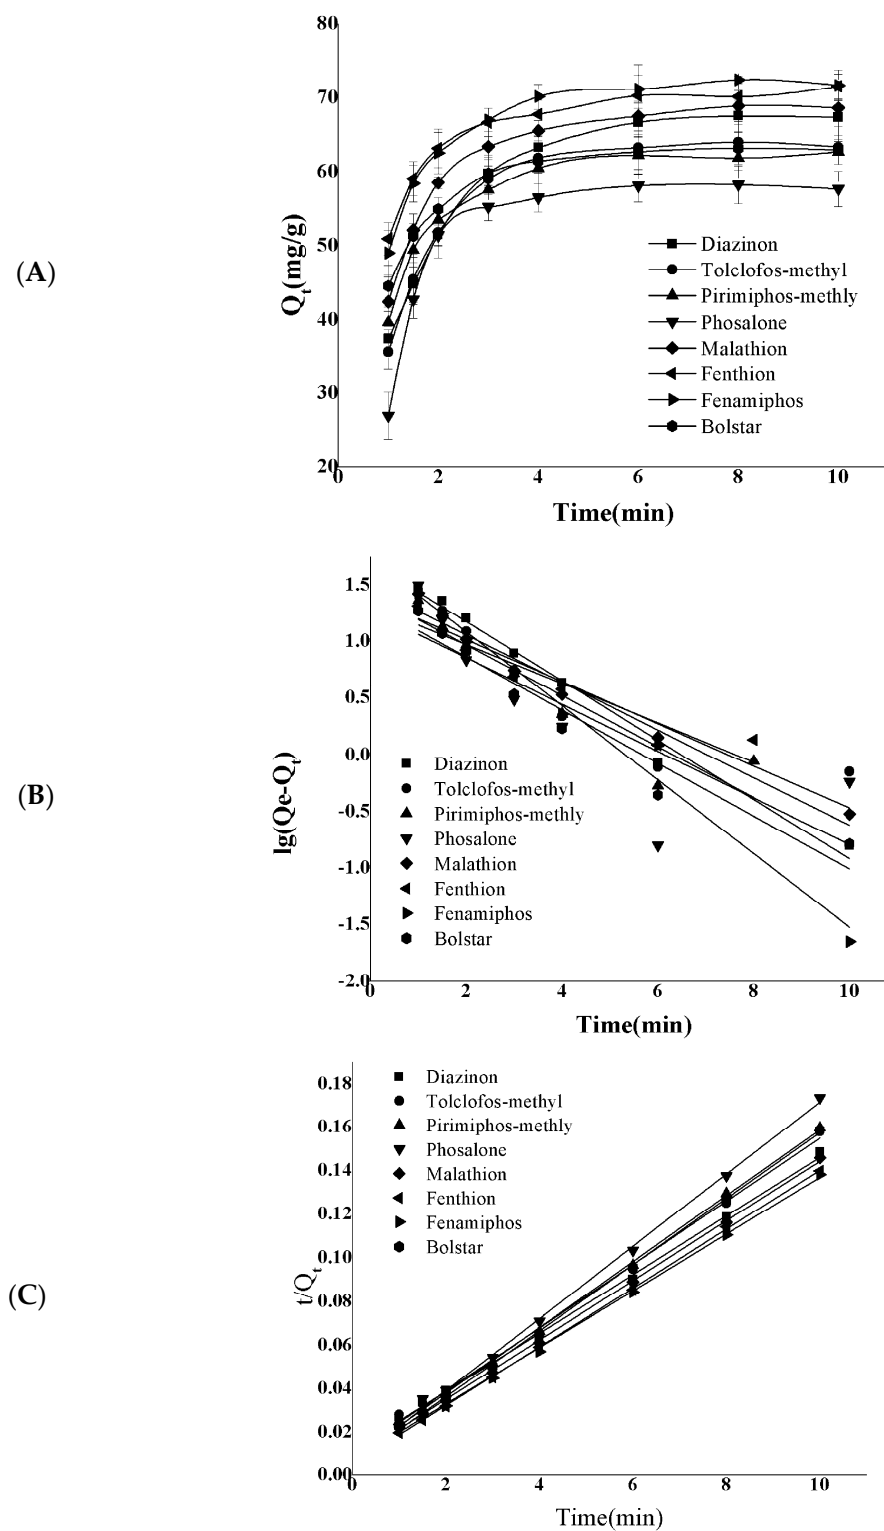 (A)
80
70
60
50
40
30
20
Qt(mg/g)
0 2 4 6 8 10
Time(min)
Diazinon
Tolclofos-methyl
Pirimiphos-methly
Phosalone
Malathion
Fenthion
Fenamiphos
Bolstar
(B)
1.5
1.0
0.5
0.0
-0.5
-1.0
-1.5
-2.0
lg(Qe-Qt)
0 2 4 6 8 10
Time(min)
Diazinon
Tolclofos-methyl
Pirimiphos-methly
Phosalone
Malathion
Fenthion
Fenamiphos
Bolstar
(C)
0.18
0.16
0.14
0.12
0.10
0.08
0.06
0.04
0.02
0.00
t/Qt
0 2 4 6 8 10
Time(min)
Diazinon
Tolclofos-methyl
Pirimiphos-methly
Phosalone
Malathion
Fenthion
Fenamiphos
Bolstar